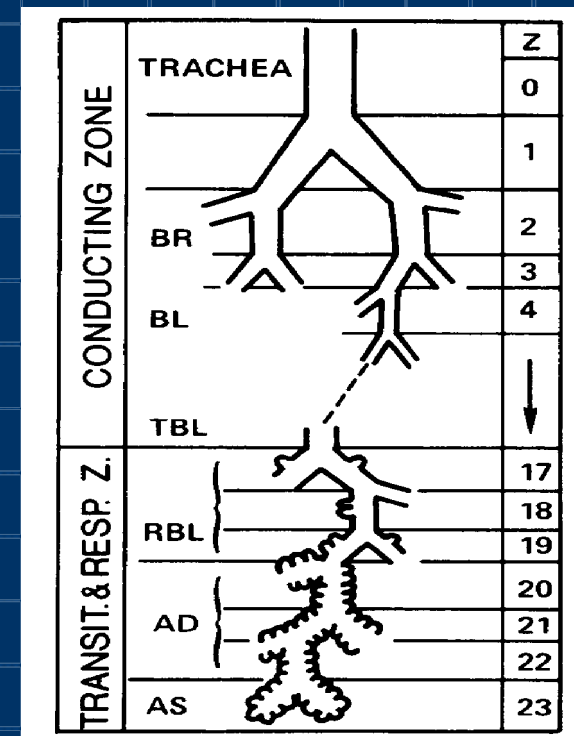 CONDUCTING ZONE
TRANSIT.& RESP. Z.
TRACHEA
BR
BL
TBL
RBL
AD
AS
Z
0
1
2
3
4
17
18
19
20
21
22
23